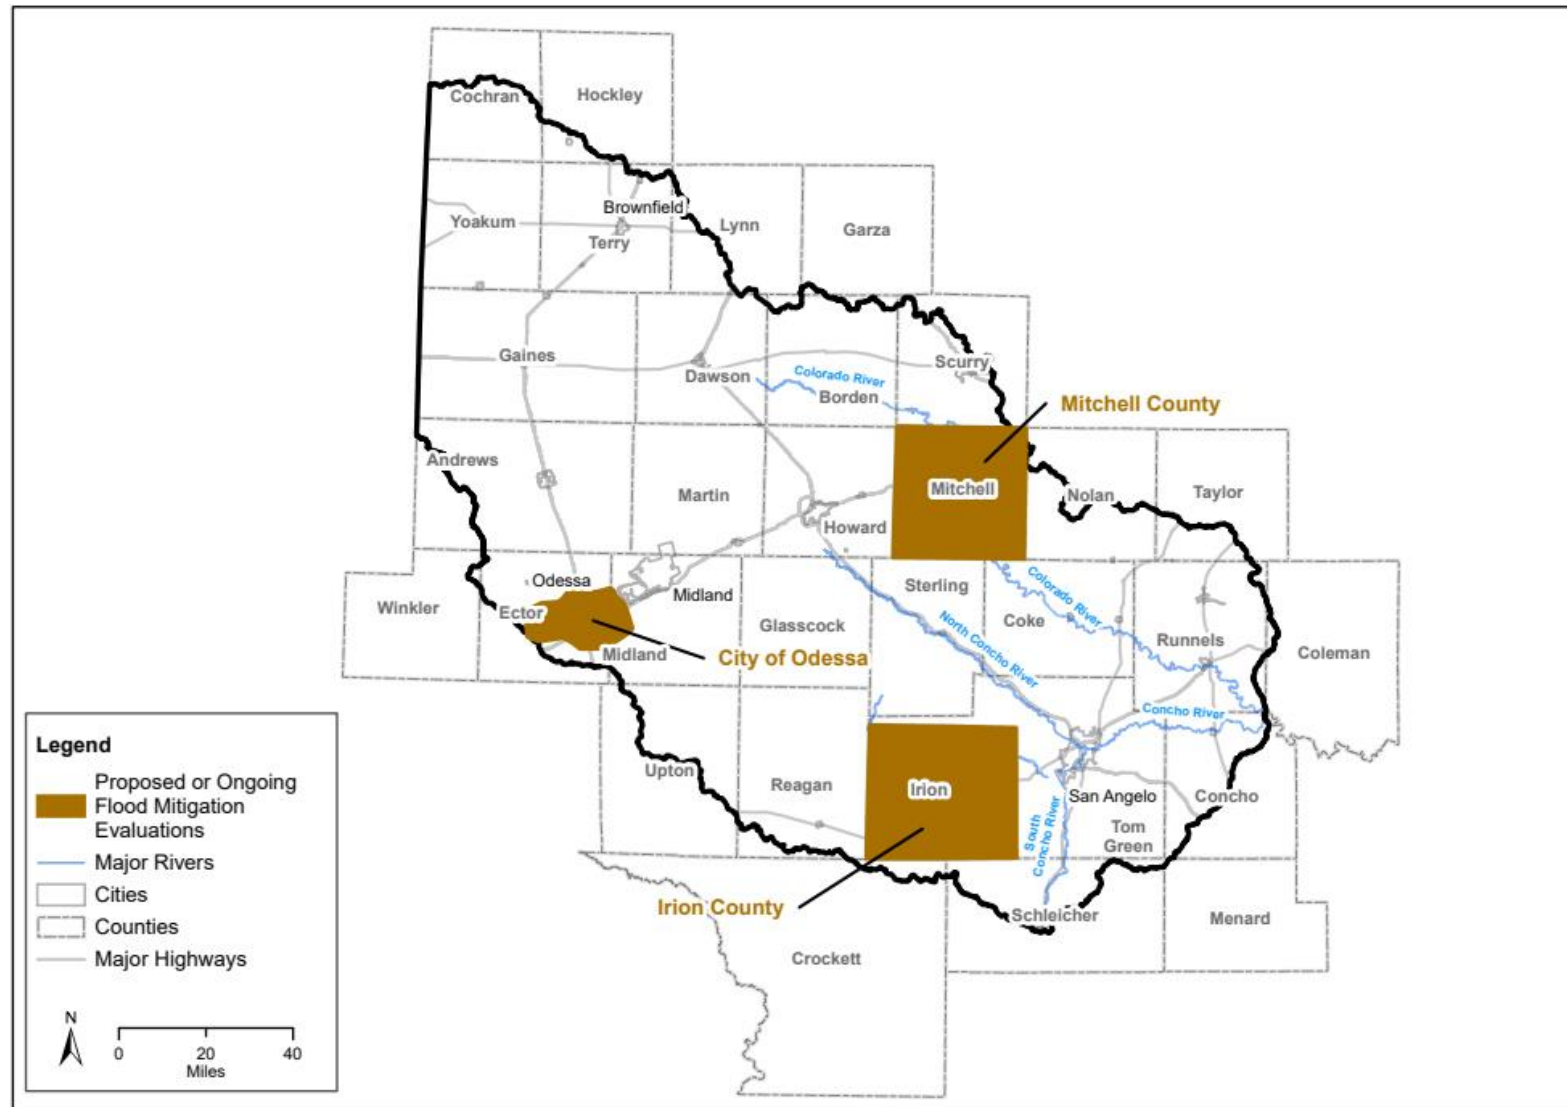 Cochran
Hockley
Brownfield
Yoakum
Terry
Lynn
Garza
Gaines
Dawson
Colorado River
Borden
Scurry
Mitchell County
Andrews
Martin
Mitchell
Nolan
Taylor
Howard
Odessa
Midland
Winkler
Ector
Midland
City of Odessa
Glasscock
Sterling
North Concho River
Coke
Colorado River
Runnels
Coleman
Concho River
Upton
Reagan
Irion
San Angelo
South
Concho River
Tom
Green
Concho
Irion County
Schleicher
Menard
Crockett
Legend
Proposed or Ongoing
Flood Mitigation
Evaluations
Major Rivers
Cities
Counties
Major Highways
N
0 20 40
Miles